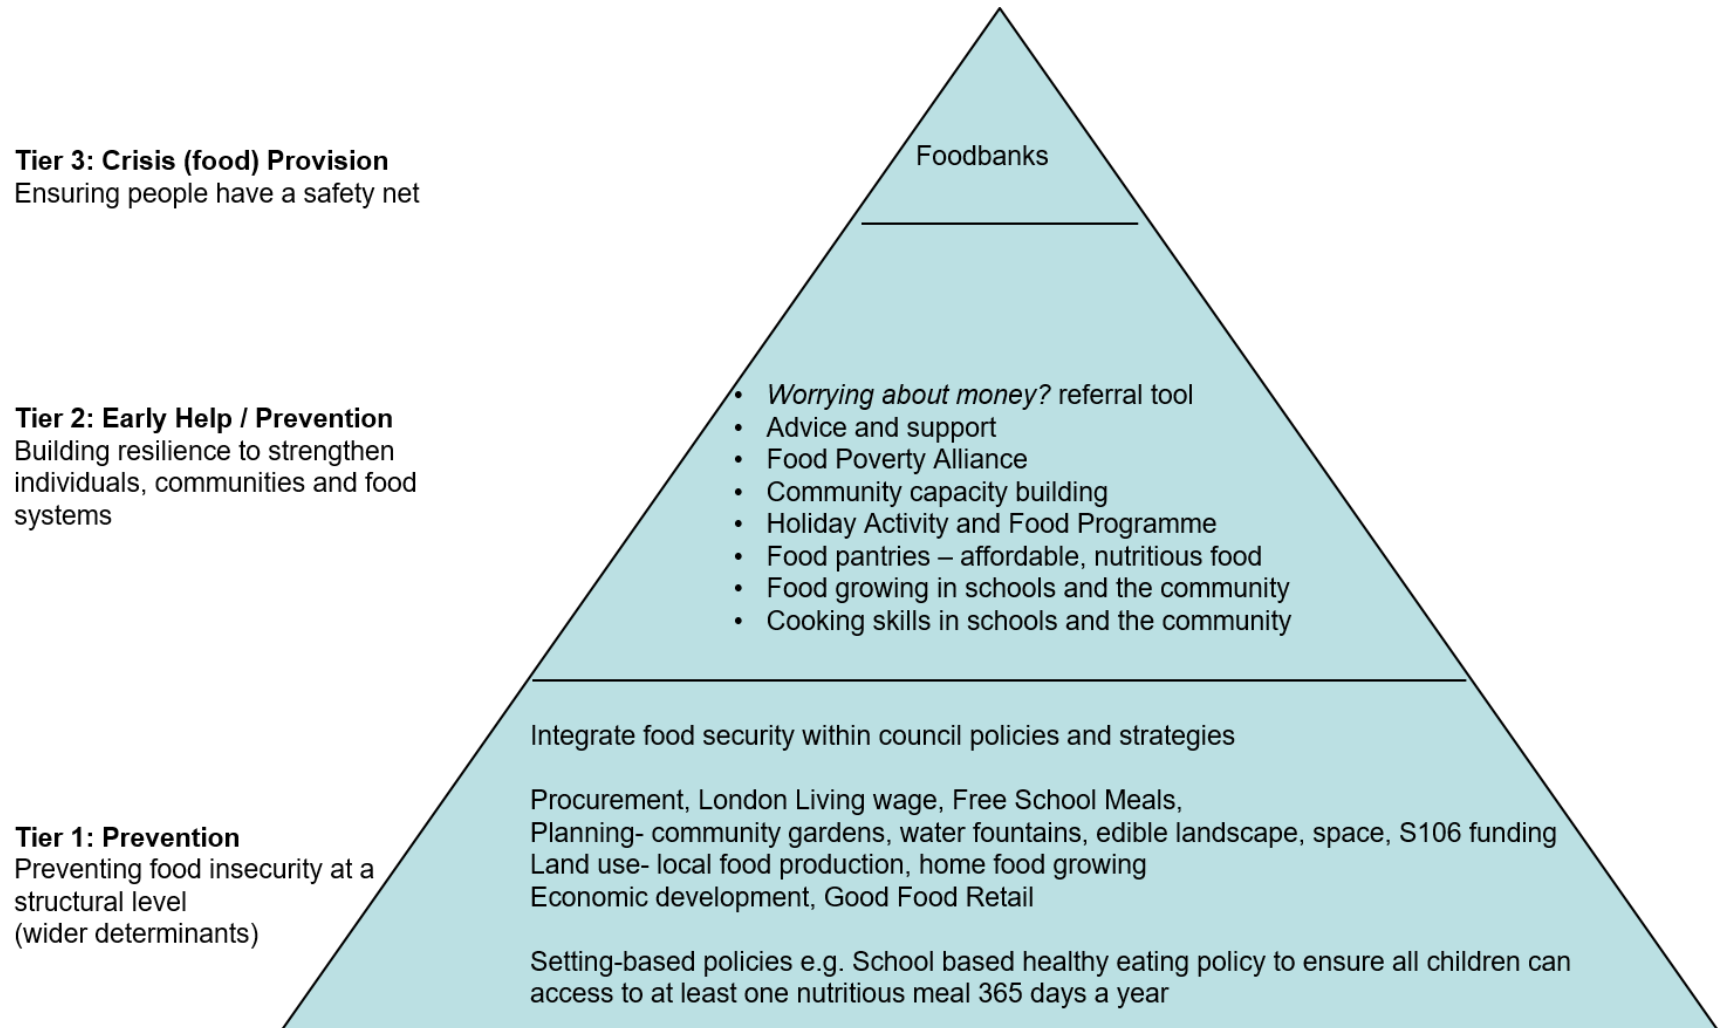 Foodbanks
Tier 3: Crisis (food) Provision
Ensuring people have a safety net
• Worrying about money? referral tool
• Advice and support
• Food Poverty Alliance
• Community capacity building
• Holiday Activity and Food Programme
• Food pantries – affordable, nutritious food
• Food growing in schools and the community
• Cooking skills in schools and the community
Tier 2: Early Help / Prevention
Building resilience to strengthen
individuals, communities and food
systems
Integrate food security within council policies and strategies
Procurement, London Living wage, Free School Meals,
Planning- community gardens, water fountains, edible landscape, space, S106 funding
Land use- local food production, home food growing
Economic development, Good Food Retail
Setting-based policies e.g. School based healthy eating policy to ensure all children can
access to at least one nutritious meal 365 days a year
Tier 1: Prevention
Preventing food insecurity at a
structural level
(wider determinants)